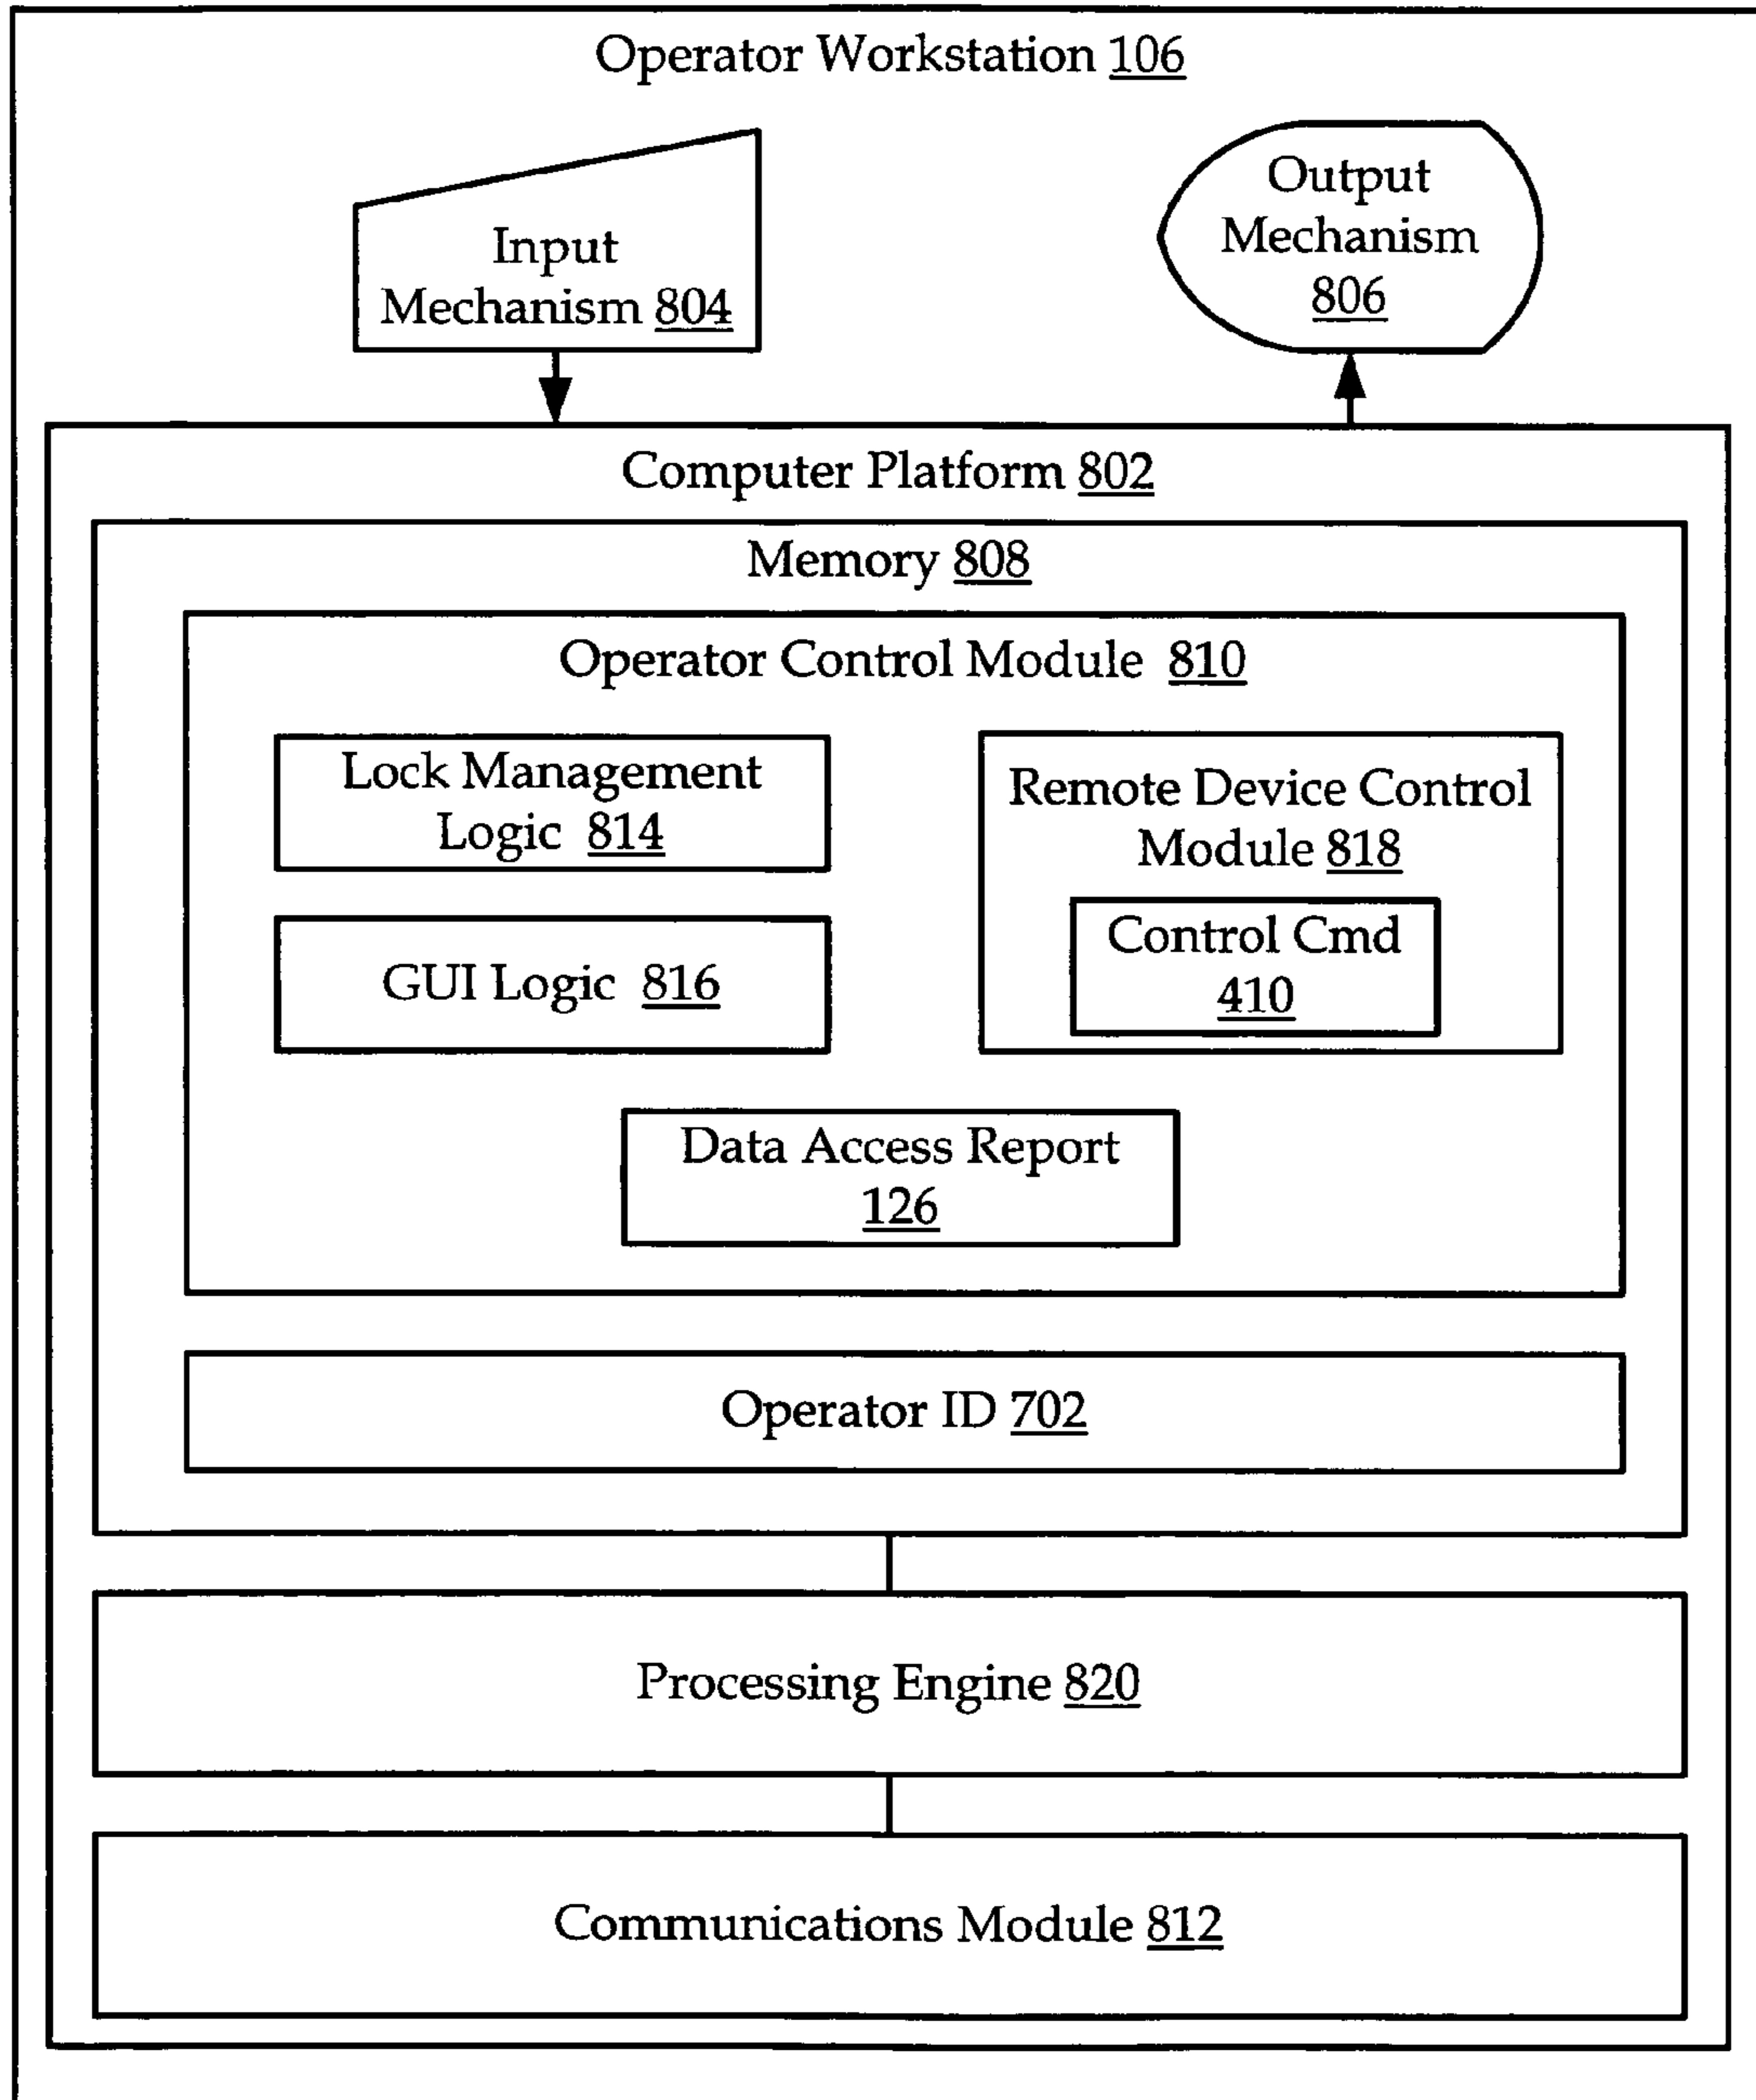 Operator Workstation 106
Input
Mechanism 804
Output
Mechanism
806
Computer Platform 802
Memory 808
Operator Control Module 810
Lock Management
Logic 814
Remote Device Control
Module 818
Control Cmd
410
GUI Logic 816
Data Access Report
126
Operator ID 702
Processing Engine 820
Communications Module 812